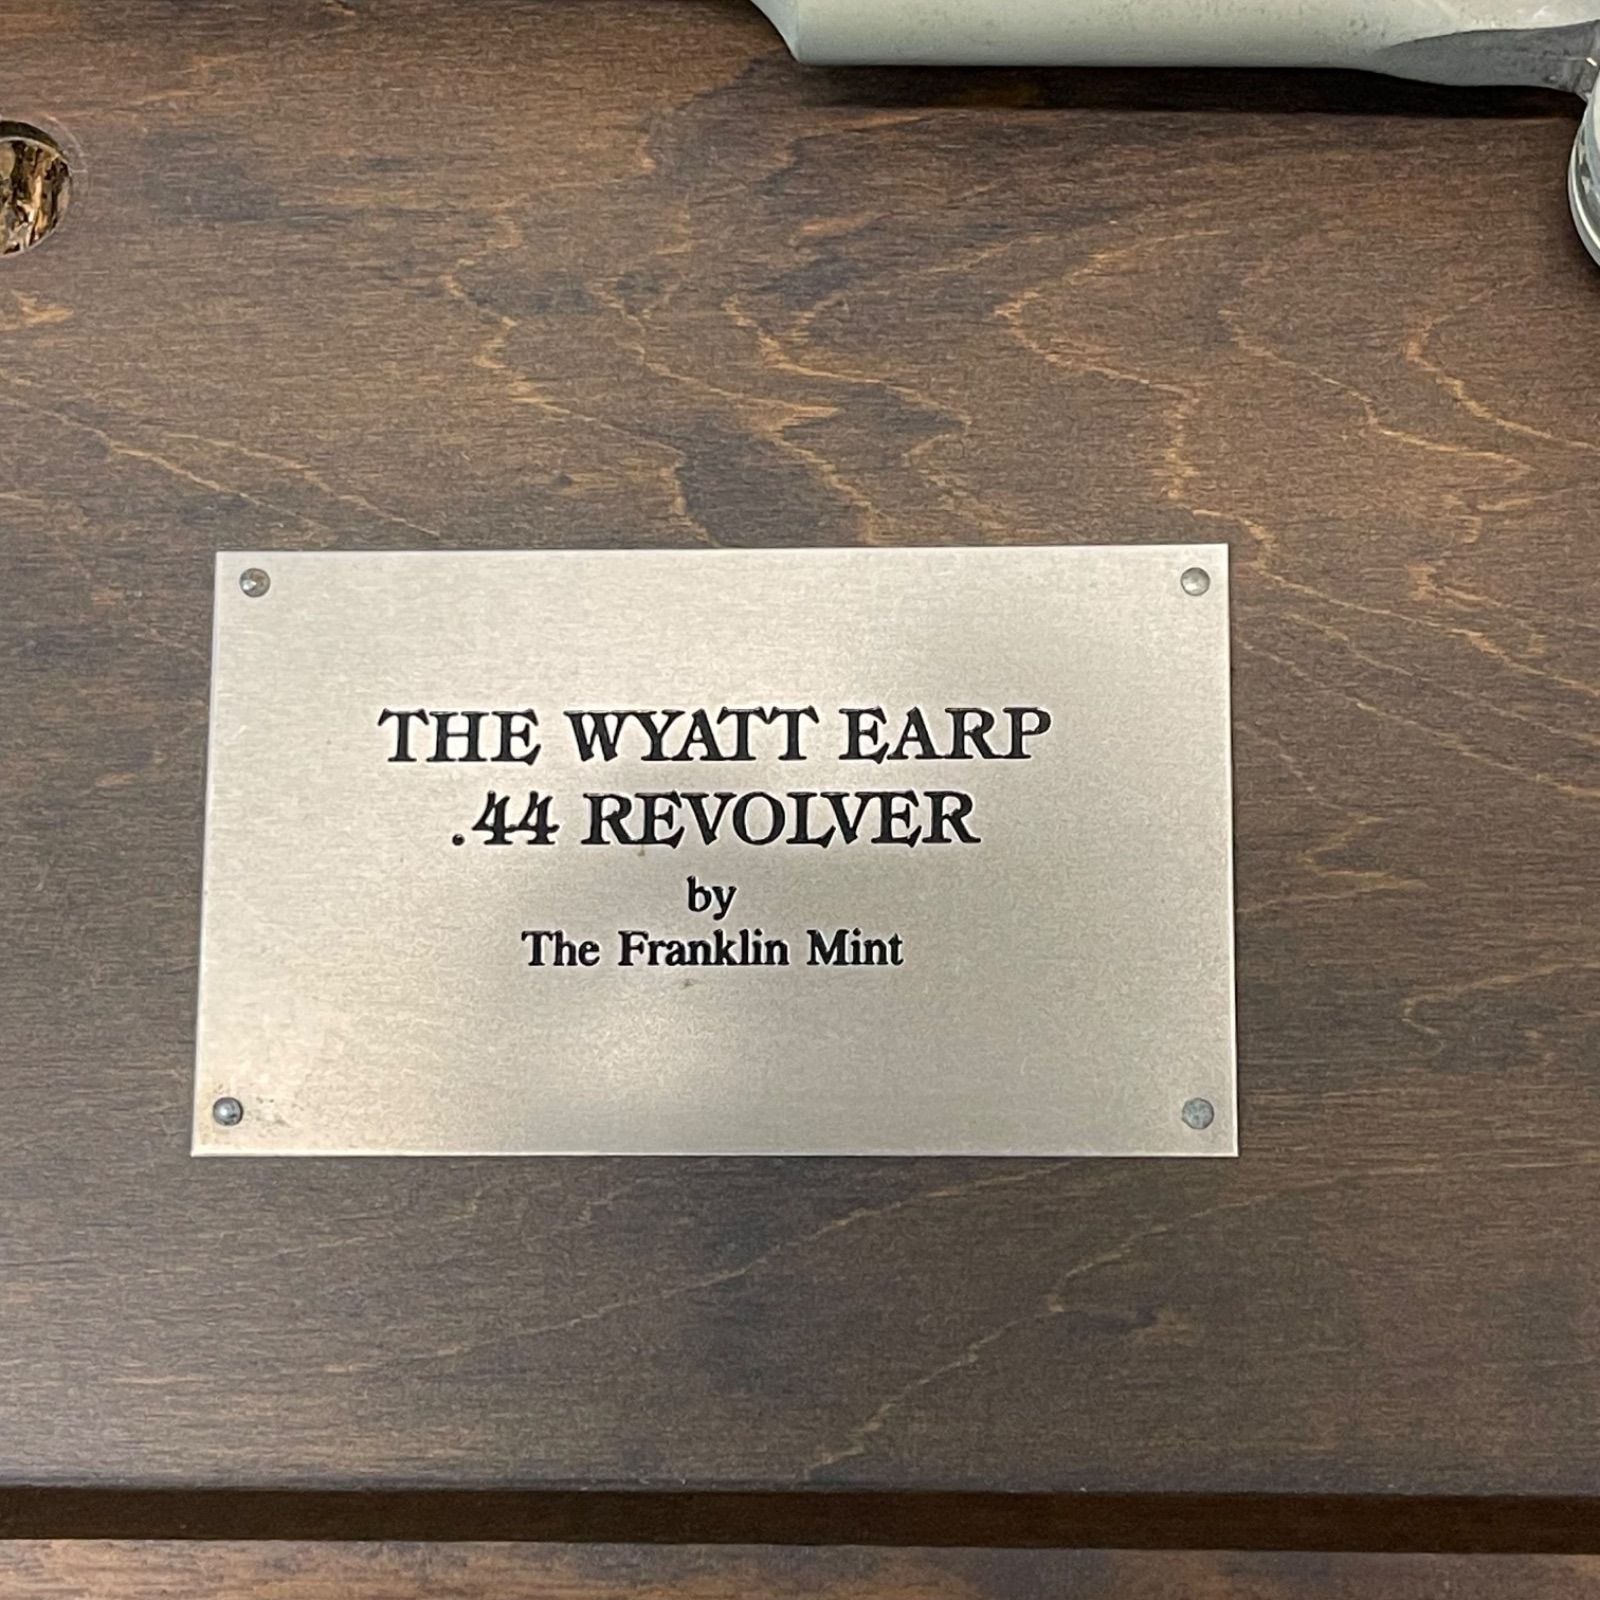 THE WYATT EARP
.44 REVOLVER
by
The Franklin Mint